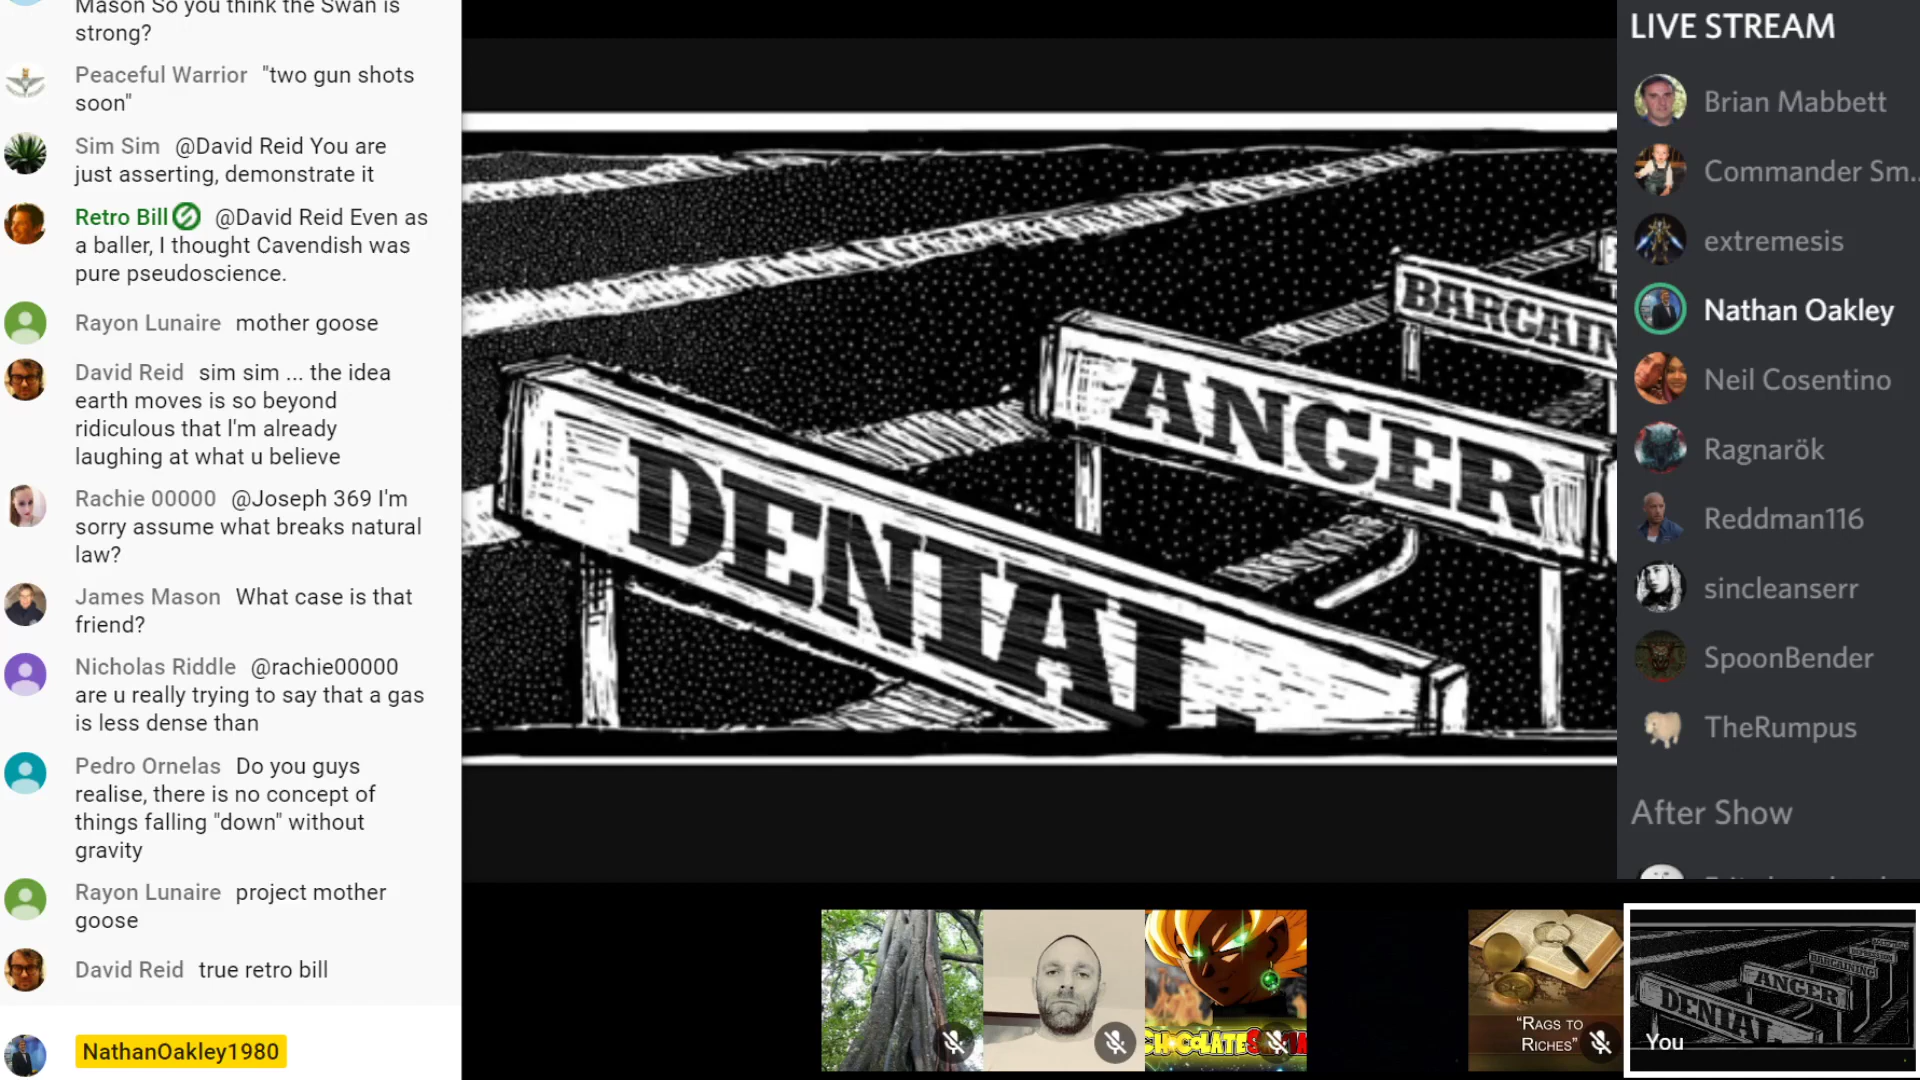 Mason So you think the Swan is
strong?
Peaceful Warrior "two gun shots
soon"
Sim Sim @David Reid You are
just asserting, demonstrate it
Retro Bill @David Reid Even as
a baller, I thought Cavendish was
pure pseudoscience.
Rayon Lunaire mother goose
David Reid sim sim ... the idea
earth moves is so beyond
ridiculous that I'm already
laughing at what u believe
Rachie 00000 @Joseph 369 I'm
sorry assume what breaks natural
law?
James Mason What case is that
friend?
Nicholas Riddle @rachie00000
are u really trying to say that a gas
is less dense than
Pedro Ornelas Do you guys
realise, there is no concept of
things falling "down" without
gravity
Rayon Lunaire project mother
goose
David Reid true retro bill
NathanOakley1980
BARGAIN
ANGER
DENIAL
LIVE STREAM
Brian Mabbett
Commander Sm...
extremesis
Nathan Oakley
Neil Cosentino
Ragnarök
Reddman116
sincleanserr
SpoonBender
TheRumpus
After Show
CHOCOLATE
"RAGS TO
RICHES"
BARGAINING
ANGER
DENIAL
You